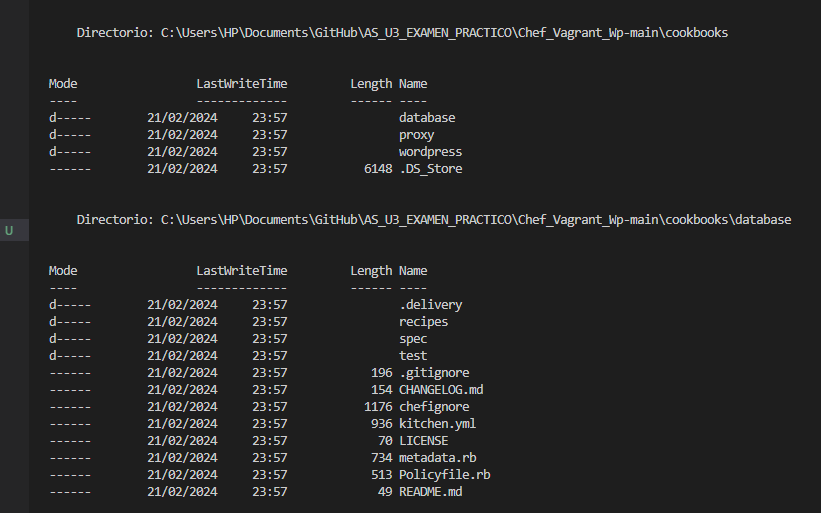 Directorio: C:\Users\HP\Documents\GitHub\AS_U3_EXAMEN_PRACTICO\Chef_Vagrant_Wp-main\cookbooks
Mode LastWriteTime Length Name
---- ------------- ------ ----
d----- 21/02/2024 23:57 database
d----- 21/02/2024 23:57 proxy
d----- 21/02/2024 23:57 wordpress
------ 21/02/2024 23:57 6148 .DS_Store
Directorio: C:\Users\HP\Documents\GitHub\AS_U3_EXAMEN_PRACTICO\Chef_Vagrant_Wp-main\cookbooks\database
U
Mode LastWriteTime Length Name
---- ------------- ------ ----
d----- 21/02/2024 23:57 .delivery
d----- 21/02/2024 23:57 recipes
d----- 21/02/2024 23:57 spec
d----- 21/02/2024 23:57 test
------ 21/02/2024 23:57 196 .gitignore
------ 21/02/2024 23:57 154 CHANGELOG.md
------ 21/02/2024 23:57 1176 chefignore
------ 21/02/2024 23:57 936 kitchen.yml
------ 21/02/2024 23:57 70 LICENSE
------ 21/02/2024 23:57 734 metadata.rb
------ 21/02/2024 23:57 513 Policyfile.rb
------ 21/02/2024 23:57 49 README.md